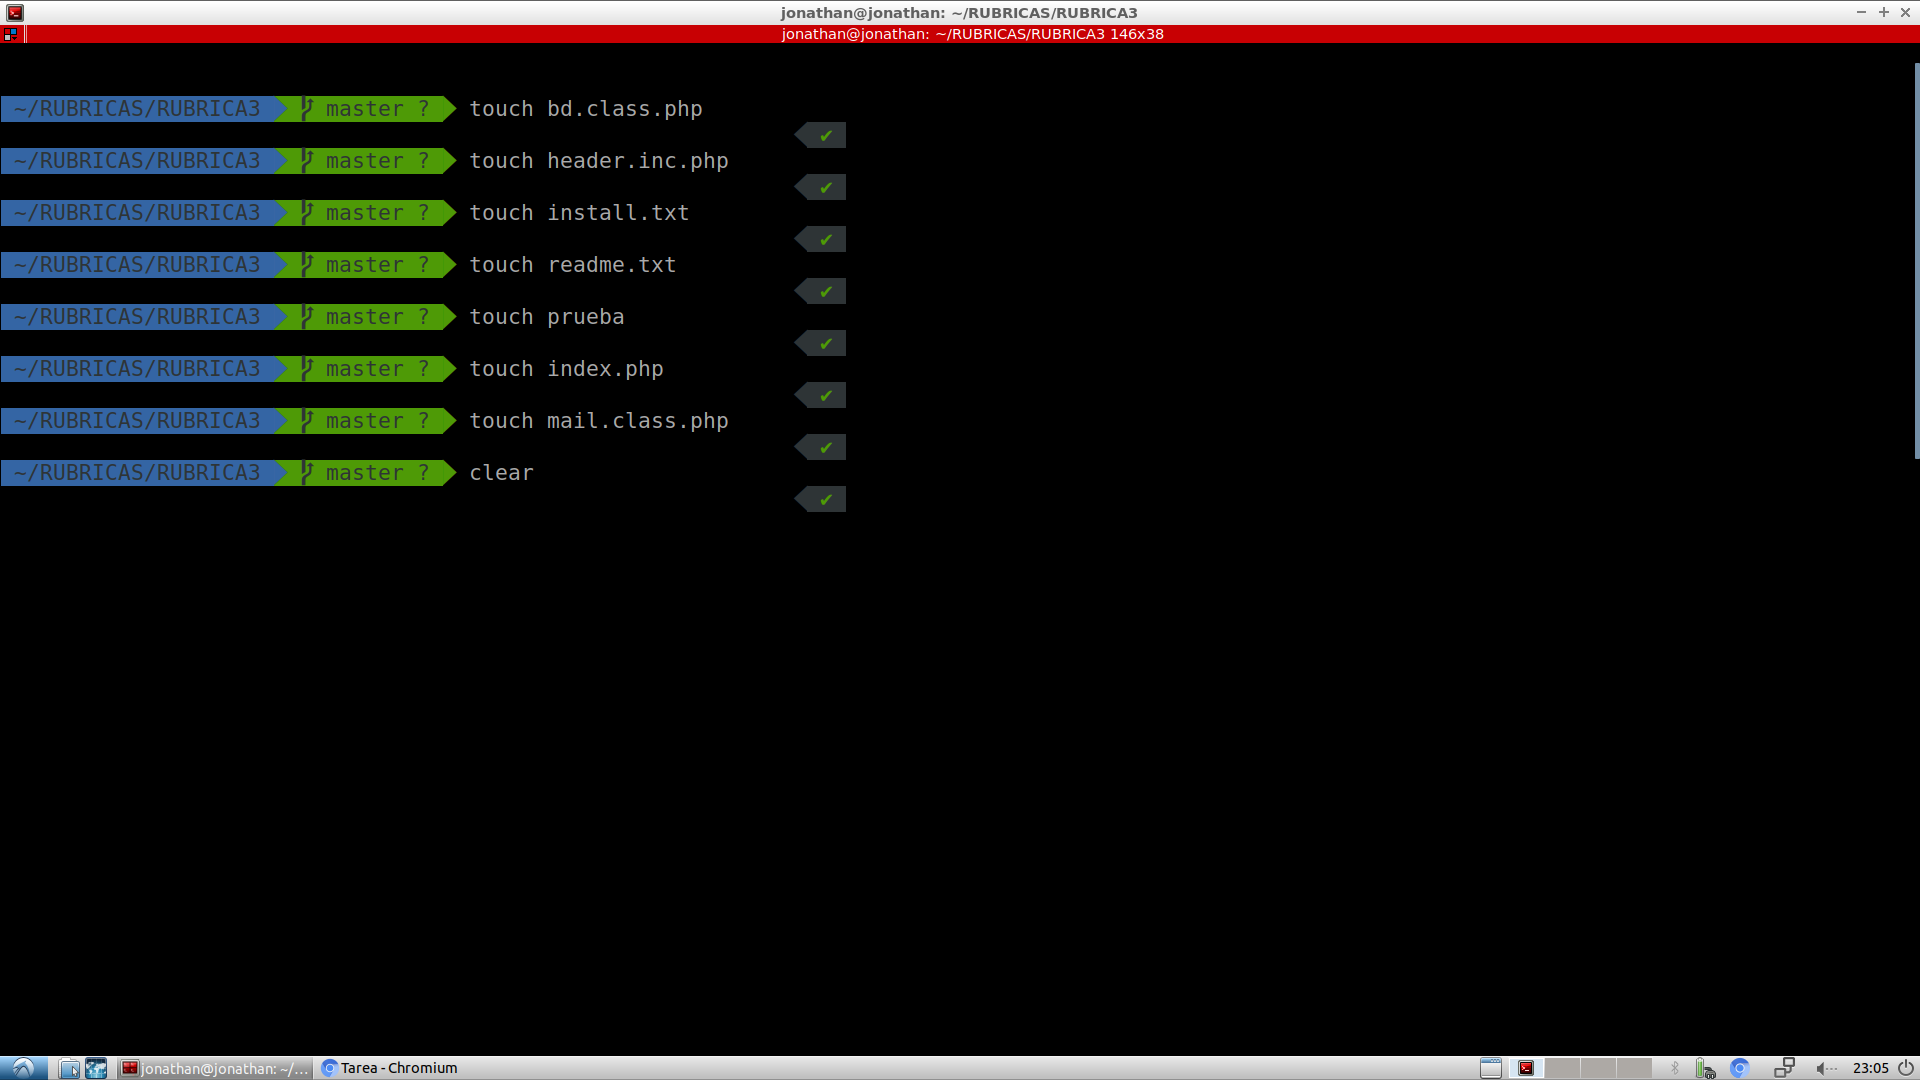 jonathan@jonathan: ~/RUBRICAS/RUBRICA3
jonathan@jonathan: ~/RUBRICAS/RUBRICA3 146x38
~/RUBRICAS/RUBRICA3 master ? touch bd.class.php
✔
~/RUBRICAS/RUBRICA3 master ? touch header.inc.php
✔
~/RUBRICAS/RUBRICA3 master ? touch install.txt
✔
~/RUBRICAS/RUBRICA3 master ? touch readme.txt
✔
~/RUBRICAS/RUBRICA3 master ? touch prueba
✔
~/RUBRICAS/RUBRICA3 master ? touch index.php
✔
~/RUBRICAS/RUBRICA3 master ? touch mail.class.php
✔
~/RUBRICAS/RUBRICA3 master ? clear
✔
jonathan@jonathan: ~/... Tarea - Chromium 23:05